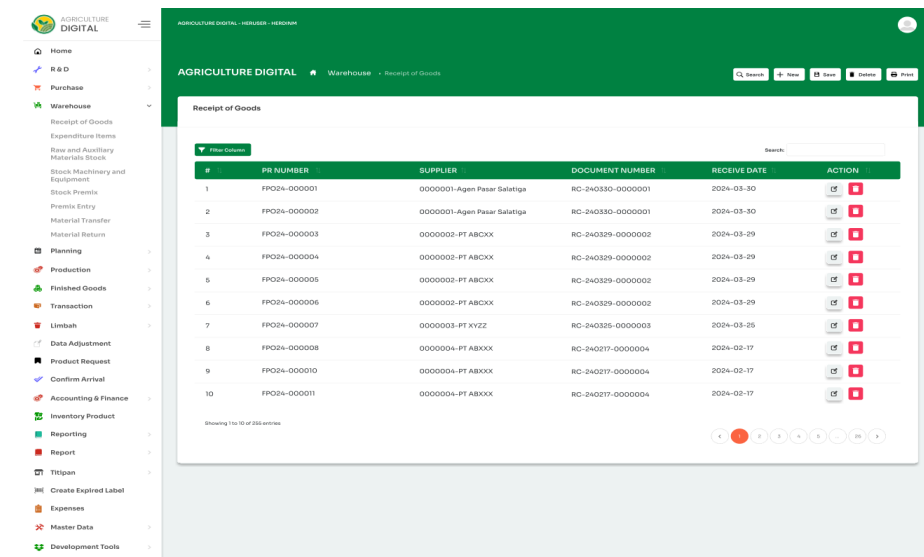 AGRICULTURE
DIGITAL
Home
R & D
Purchase
Warehouse
Receipt of Goods
Expenditure Items
Raw and Auxiliary
Materials Stock
Stock Machinery and
Equipment
Stock Premix
Premix Entry
Material Transfer
Material Return
Planning
Production
Finished Goods
Transaction
Limbah
Data Adjustment
Product Request
Confirm Arrival
Accounting & Finance
Inventory Product
Reporting
Report
Titipan
Create Expired Label
Expenses
Master Data
Development Tools
AGRICULTURE DIGITAL - HERUSER - HERDINM
AGRICULTURE DIGITAL Warehouse • Receipt of Goods
Search New Save Delete Print
Receipt of Goods
Filter Column
Search:
# PR NUMBER SUPPLIER DOCUMENT NUMBER RECEIVE DATE ACTION
1 FPO24-000001 0000001-Agen Pasar Salatiga RC-240330-0000001 2024-03-30
2 FPO24-000002 0000001-Agen Pasar Salatiga RC-240330-0000001 2024-03-30
3 FPO24-000003 0000002-PT ABCXX RC-240329-0000002 2024-03-29
4 FPO24-000004 0000002-PT ABCXX RC-240329-0000002 2024-03-29
5 FPO24-000005 0000002-PT ABCXX RC-240329-0000002 2024-03-29
6 FPO24-000006 0000002-PT ABCXX RC-240329-0000002 2024-03-29
7 FPO24-000007 0000003-PT XYZZ RC-240325-0000003 2024-03-25
8 FPO24-000008 0000004-PT ABXXX RC-240217-0000004 2024-02-17
9 FPO24-000010 0000004-PT ABXXX RC-240217-0000004 2024-02-17
10 FPO24-000011 0000004-PT ABXXX RC-240217-0000004 2024-02-17
Showing 1 to 10 of 255 entries
1 2 3 4 5 ... 26